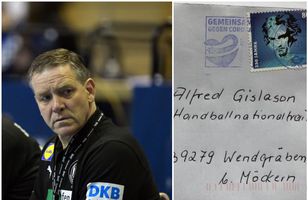 DKB
GEMEINSAM
GEGEN CORONA
Alfred Gislason
Handballnationaltrai
39279 Wendgräben
b. Möckern